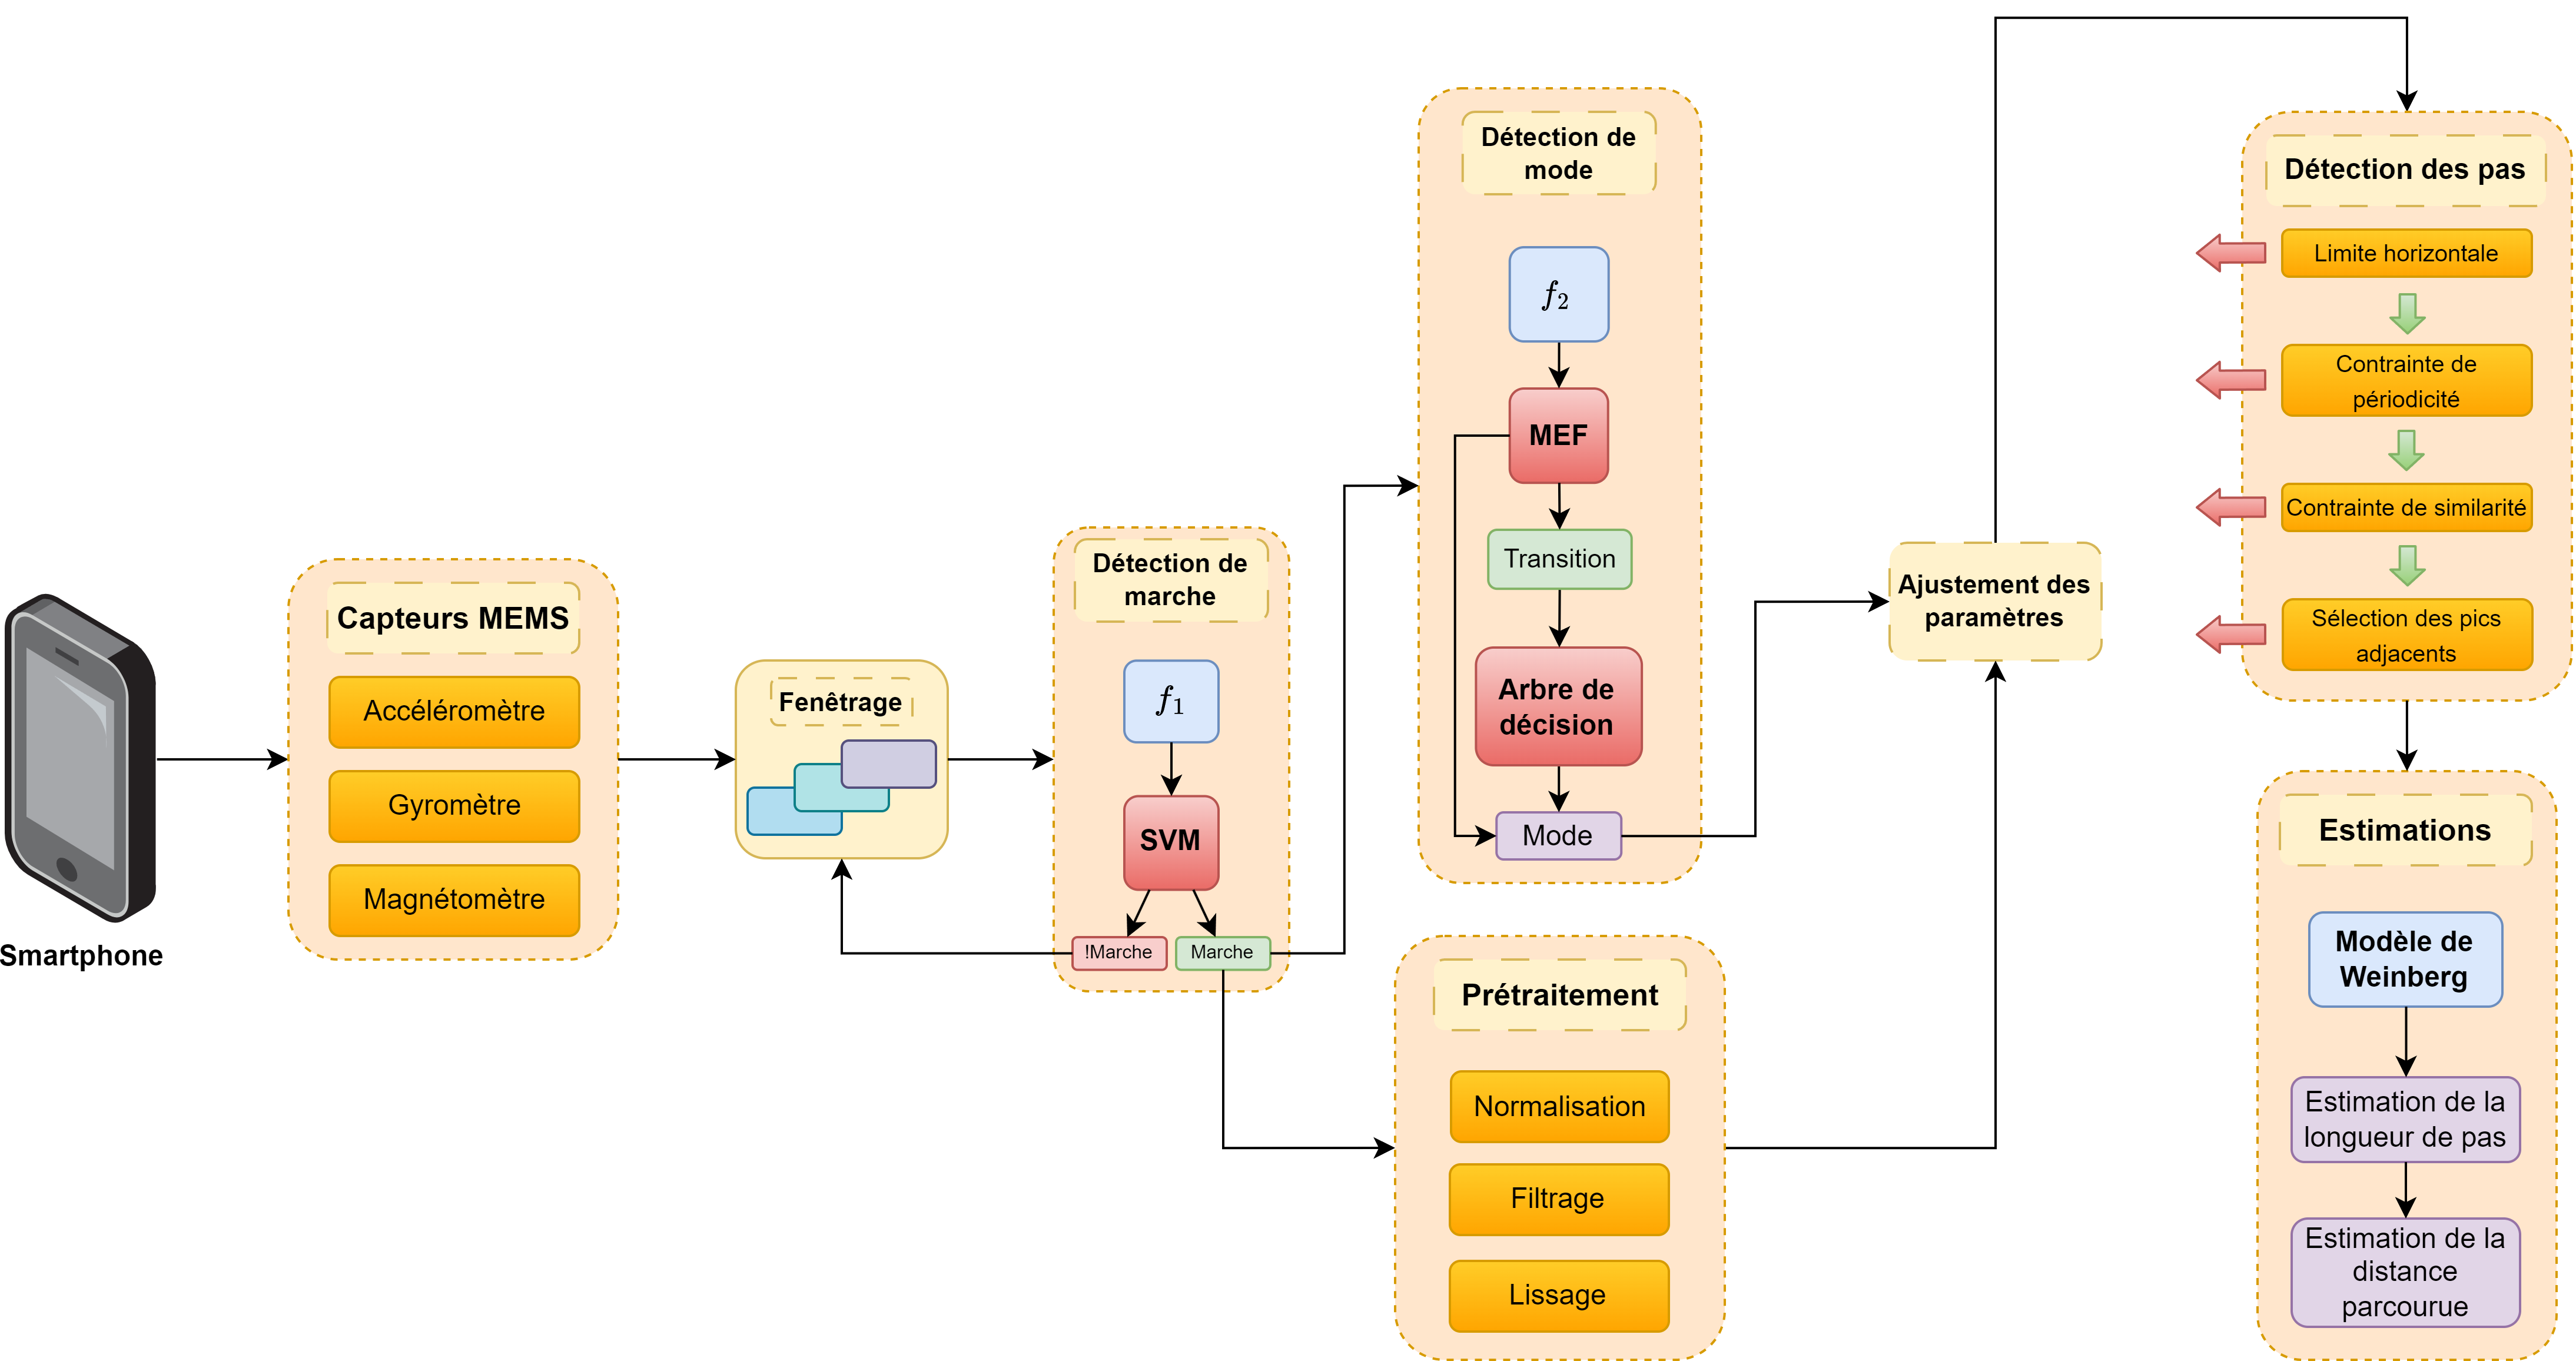 Smartphone
Capteurs MEMS
Accéléromètre
Gyromètre
Magnétomètre
Fenêtrage
Détection de
marche
f₁
SVM
!Marche
Marche
Détection de
mode
f₂
MEF
Transition
Arbre de
décision
Mode
Prétraitement
Normalisation
Filtrage
Lissage
Ajustement des
paramètres
Détection des pas
Limite horizontale
Contrainte de
périodicité
Contrainte de similarité
Sélection des pics
adjacents
Estimations
Modèle de
Weinberg
Estimation de la
longueur de pas
Estimation de la
distance
parcourue